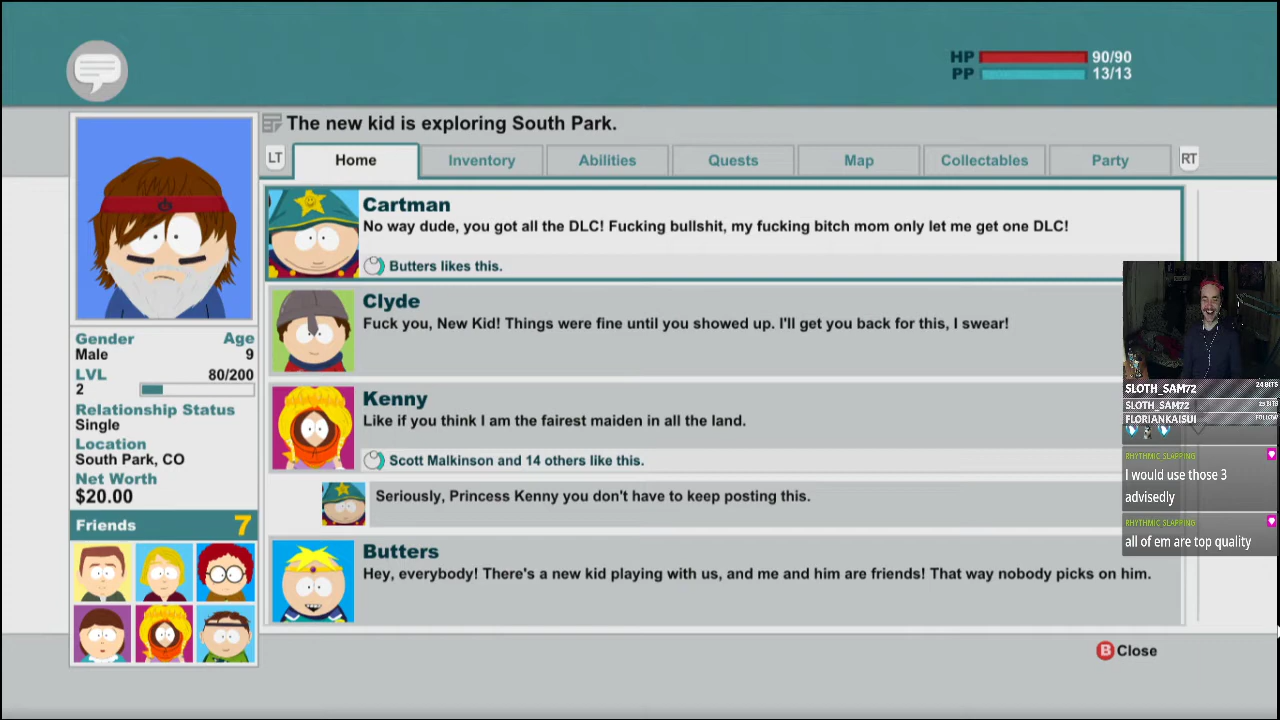 HP 90/90
PP 13/13
The new kid is exploring South Park.
LT Home Inventory Abilities Quests Map Collectables Party RT
Cartman
No way dude, you got all the DLC! Fucking bullshit, my fucking bitch mom only let me get one DLC!
Butters likes this.
Clyde
Fuck you, New Kid! Things were fine until you showed up. I'll get you back for this, I swear!
Kenny
Like if you think I am the fairest maiden in all the land.
Scott Malkinson and 14 others like this.
Seriously, Princess Kenny you don't have to keep posting this.
Butters
Hey, everybody! There's a new kid playing with us, and me and him are friends! That way nobody picks on him.
Gender Age
Male 9
LVL 80/200
2
Relationship Status
Single
Location
South Park, CO
Net Worth
$20.00
Friends 7
SLOTH_SAM72 24 BITS
SLOTH_SAM72 25 BITS
FLORIANKAISUI FOLLOW
RHYTHMIC SLAPPING
I would use those 3
advisedly
RHYTHMIC SLAPPING
all of em are top quality
B Close